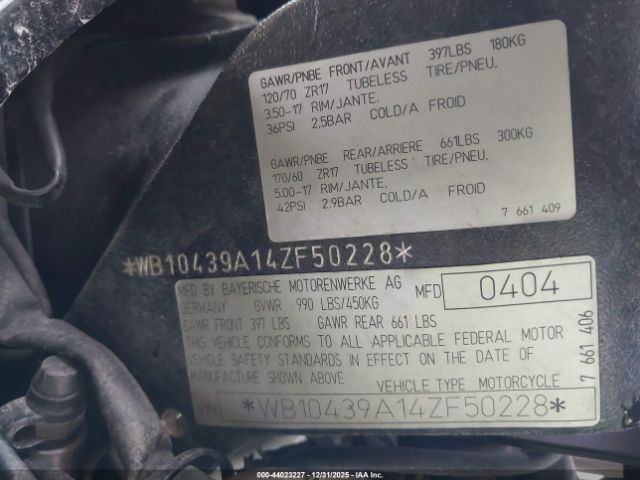 GAWR/PNBE FRONT/AVANT 397LBS 180KG
120/70 ZR17 TUBELESS TIRE/PNEU.
3.50-17 RIM/JANTE.
36PSI 2,5BAR COLD/A FROID
GAWR/PNBE REAR/ARRIERE 661LBS 300KG
170/60 ZR17 TUBELESS TIRE/PNEU.
5.00-17 RIM/JANTE.
42PSI 2.9BAR COLD/A FROID
7 661 409
*WB10439A14ZF50228*
MFD BY BAYERISCHE MOTORENWERKE AG MFD 0404
GERMANY GVWR 990 LBS/450KG
GAWR FRONT 397 LBS GAWR REAR 661 LBS
THIS VEHICLE CONFORMS TO ALL APPLICABLE FEDERAL MOTOR
VEHICLE SAFETY STANDARDS IN EFFECT ON THE DATE OF
MANUFACTURE SHOWN ABOVE
VEHICLE TYPE MOTORCYCLE
VIN *WB10439A14ZF50228*
7 661 406
000-44023227 - 12/31/2025 - IAA Inc.